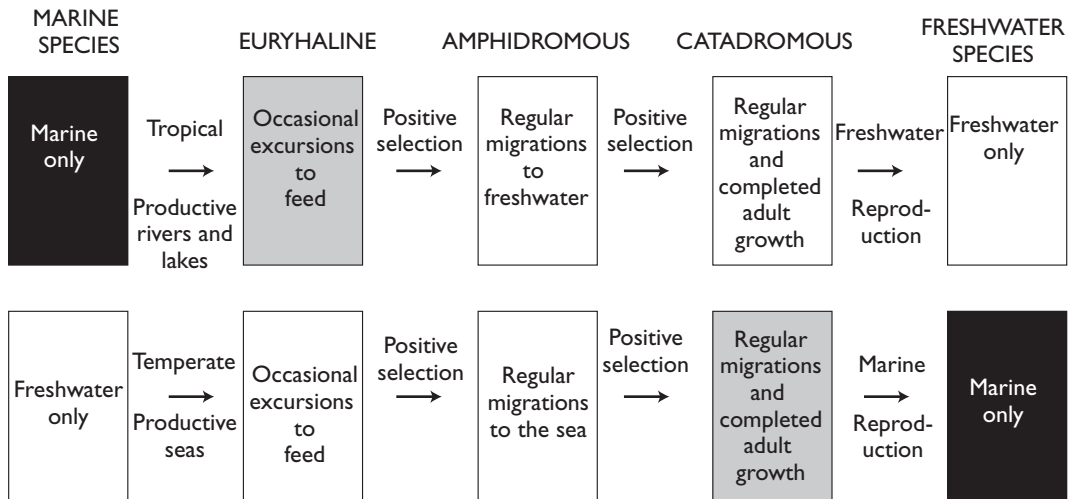 MARINE
SPECIES
EURYHALINE
AMPHIDROMOUS
CATADROMOUS
FRESHWATER
SPECIES
Marine
only
Tropical
Productive
rivers and
lakes
Occasional
excursions
to
feed
Positive
selection
Regular
migrations
to
freshwater
Positive
selection
Regular
migrations
and
completed
adult
growth
Freshwater
Reprod-
uction
Freshwater
only
Freshwater
only
Temperate
Productive
seas
Occasional
excursions
to
feed
Positive
selection
Regular
migrations
to the sea
Positive
selection
Regular
migrations
and
completed
adult
growth
Marine
Reprod-
uction
Marine
only